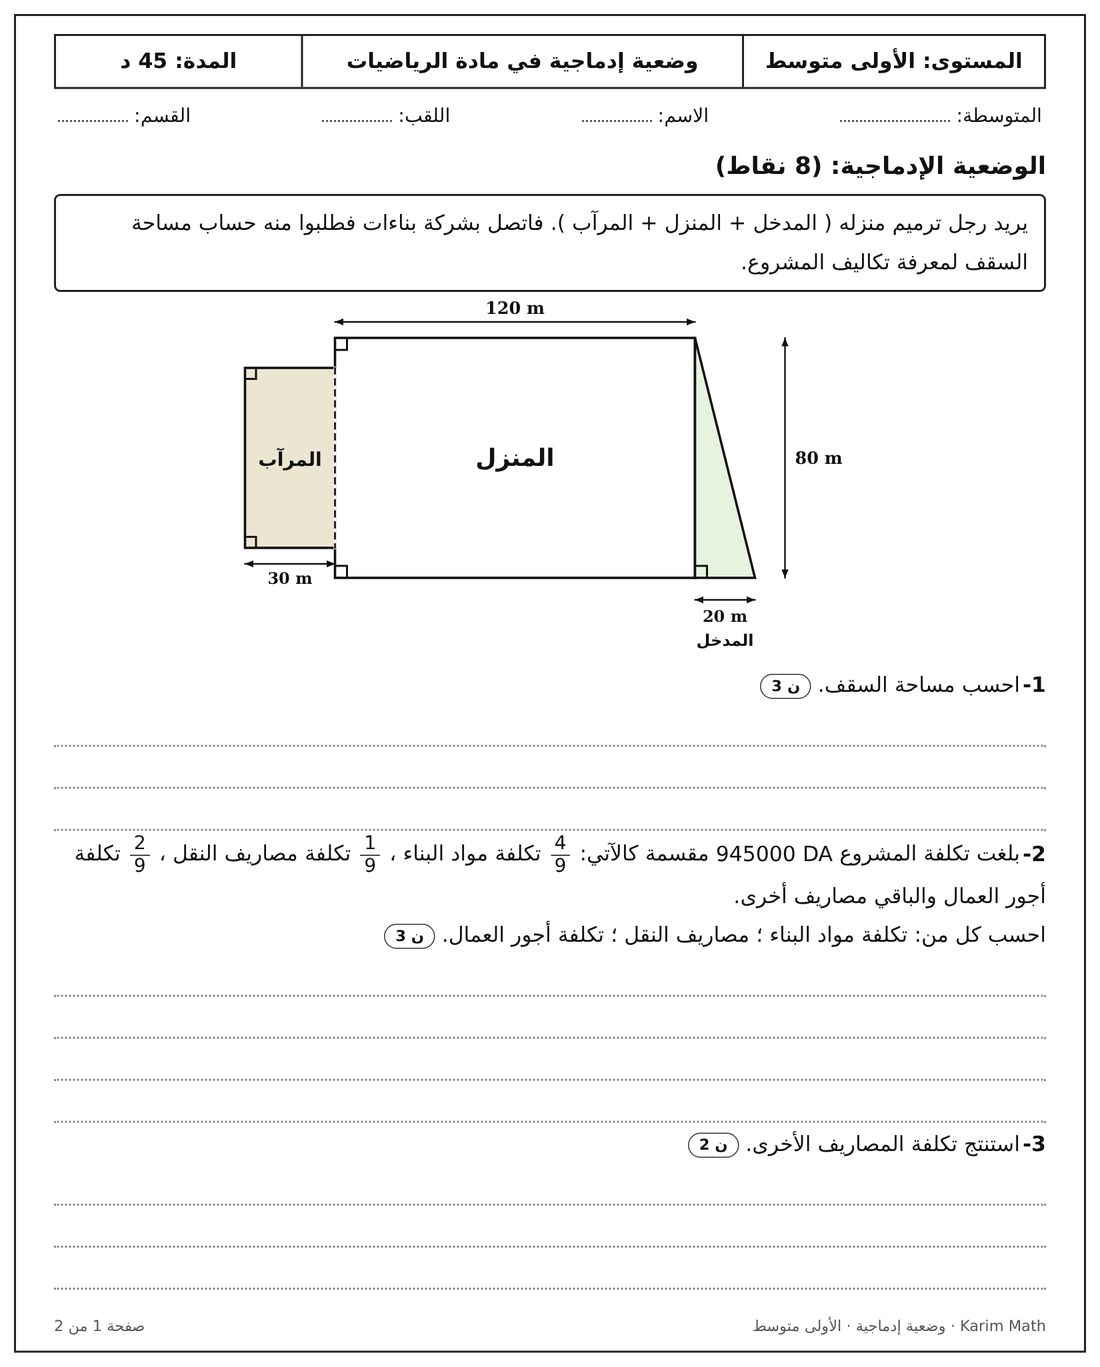 المستوى: الأولى متوسط
وضعية إدماجية في مادة الرياضيات
المدة: 45 د
المتوسطة: ............................ الاسم: .................. اللقب: .................. القسم: ..................
الوضعية الإدماجية: (8 نقاط)
يريد رجل ترميم منزله ( المدخل + المنزل + المرآب ). فاتصل بشركة بناءات فطلبوا منه حساب مساحة
السقف لمعرفة تكاليف المشروع.
120 m
المرآب
المنزل
80 m
30 m
20 m
المدخل
1- احسب مساحة السقف. 3 ن
2- بلغت تكلفة المشروع 945000 DA مقسمة كالآتي: 4/9 تكلفة مواد البناء ، 1/9 تكلفة مصاريف النقل ، 2/9 تكلفة
أجور العمال والباقي مصاريف أخرى.
احسب كل من: تكلفة مواد البناء ؛ مصاريف النقل ؛ تكلفة أجور العمال. 3 ن
3- استنتج تكلفة المصاريف الأخرى. 2 ن
Karim Math · وضعية إدماجية · الأولى متوسط
صفحة 1 من 2